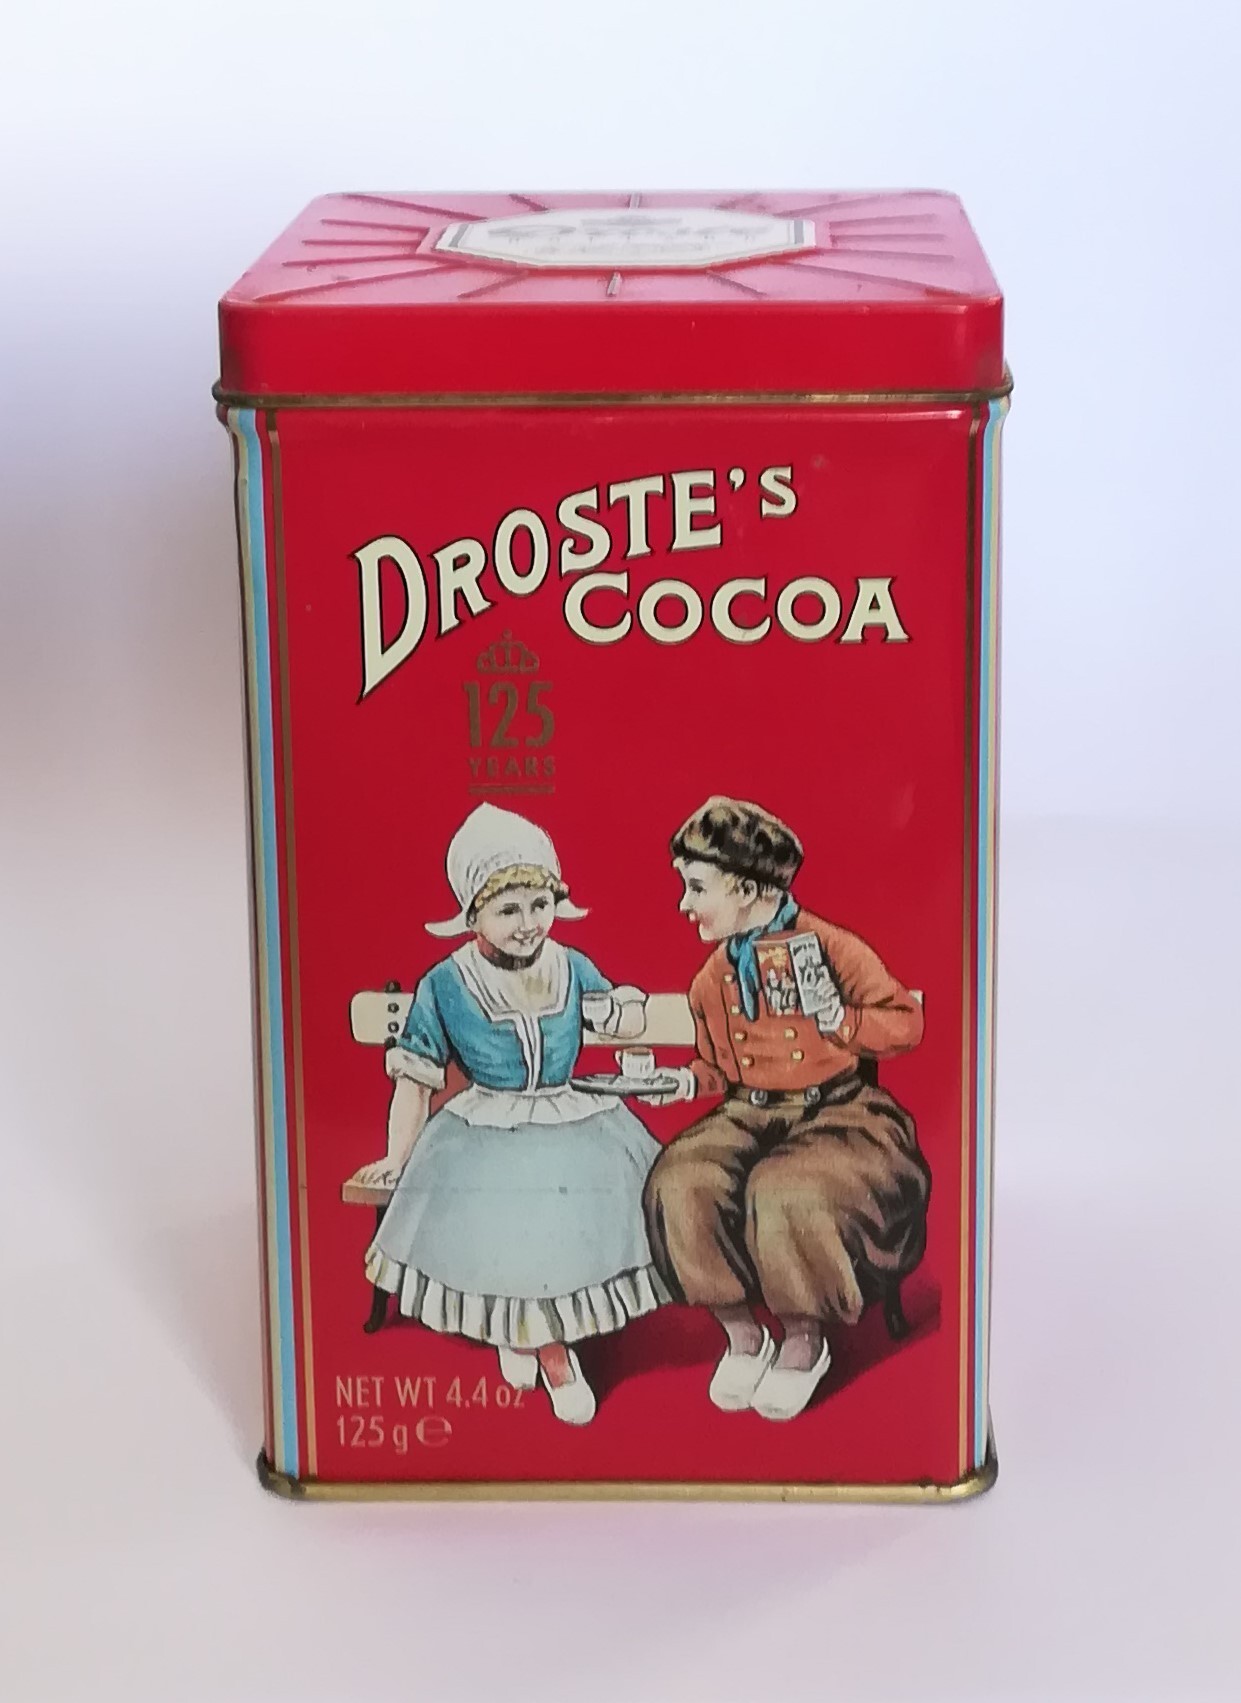 DROSTE'S
COCOA
125
YEARS
NET WT 4.4 oz
125 g ℮